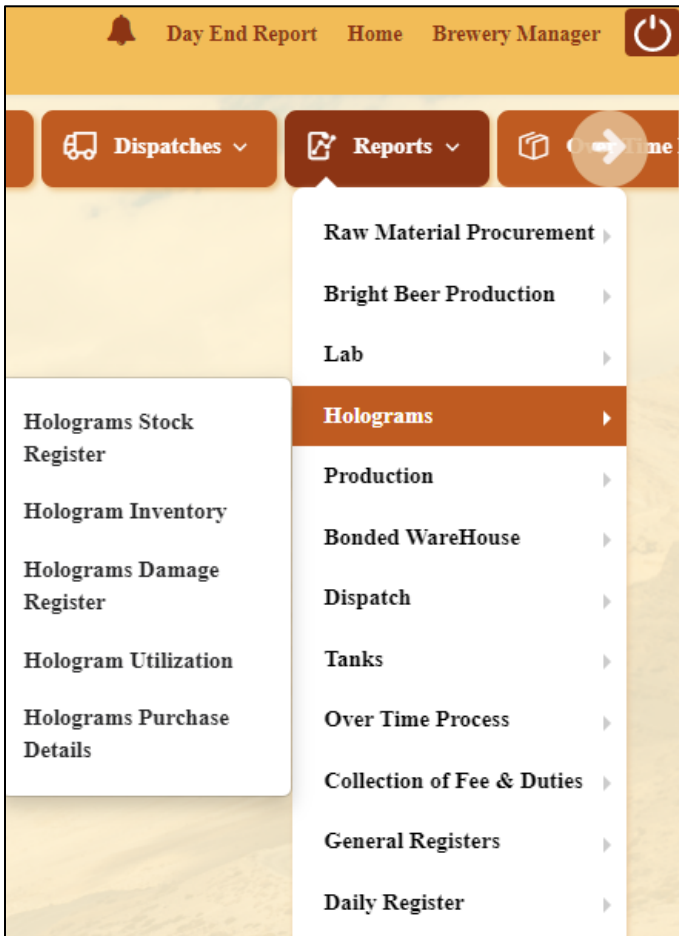 Day End Report Home Brewery Manager
Dispatches Reports Over Time
Raw Material Procurement
Bright Beer Production
Lab
Holograms
Production
Bonded WareHouse
Dispatch
Tanks
Over Time Process
Collection of Fee & Duties
General Registers
Daily Register
Holograms Stock
Register
Hologram Inventory
Holograms Damage
Register
Hologram Utilization
Holograms Purchase
Details